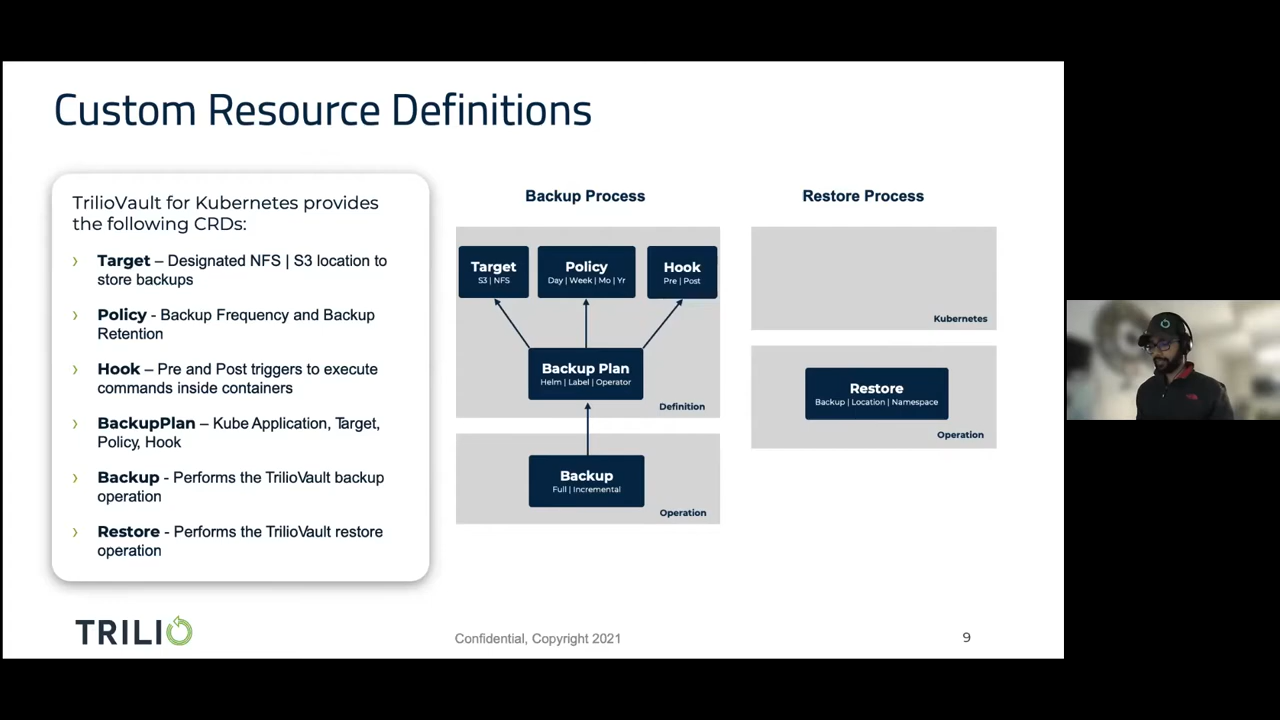 Custom Resource Definitions
TrilioVault for Kubernetes provides
the following CRDs:
› Target – Designated NFS | S3 location to
store backups
› Policy - Backup Frequency and Backup
Retention
› Hook – Pre and Post triggers to execute
commands inside containers
› BackupPlan – Kube Application, Target,
Policy, Hook
› Backup - Performs the TrilioVault backup
operation
› Restore - Performs the TrilioVault restore
operation
Backup Process
Target
S3 | NFS
Policy
Day | Week | Mo | Yr
Hook
Pre | Post
Backup Plan
Helm | Label | Operator
Definition
Backup
Full | Incremental
Operation
Restore Process
Kubernetes
Restore
Backup | Location | Namespace
Operation
TRILIO
Confidential, Copyright 2021
9